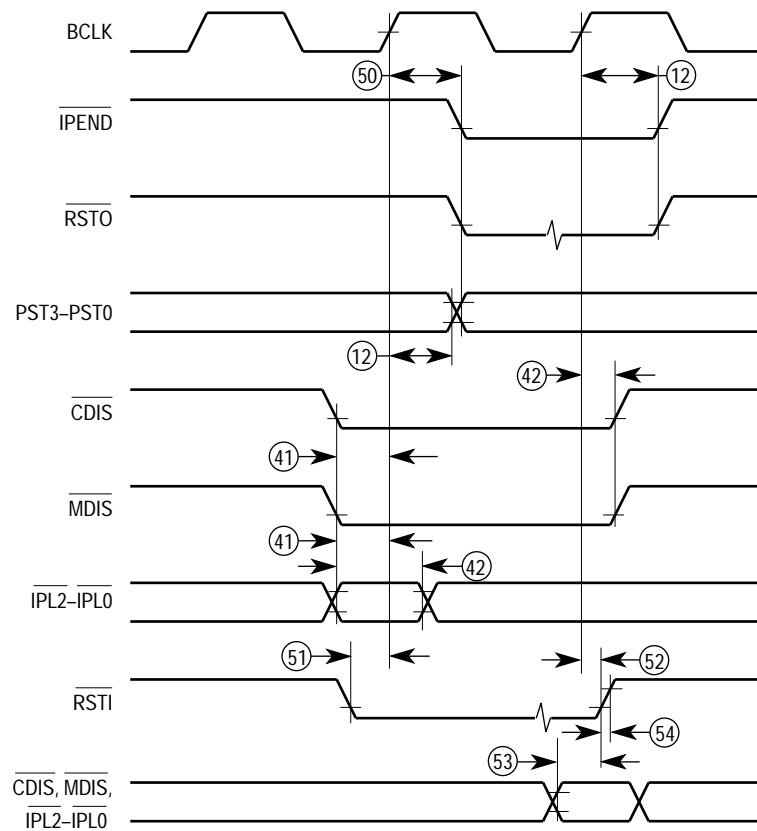 BCLK
50
12
IPEND
RSTO
PST3–PST0
12
42
CDIS
41
MDIS
41
42
IPL2–IPL0
51
52
RSTI
54
53
CDIS, MDIS,
IPL2–IPL0